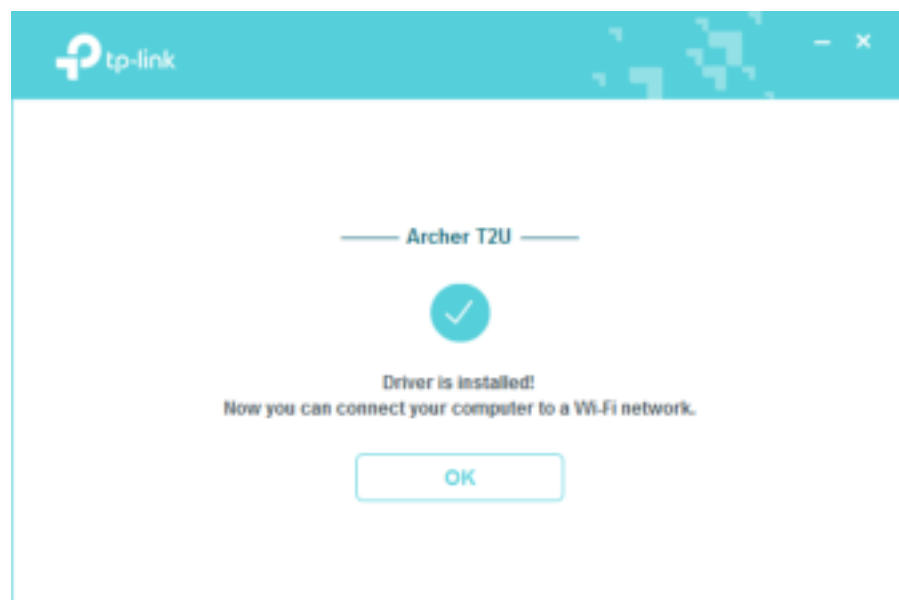 tp-link
Archer T2U
Driver is installed!
Now you can connect your computer to a Wi-Fi network.
OK